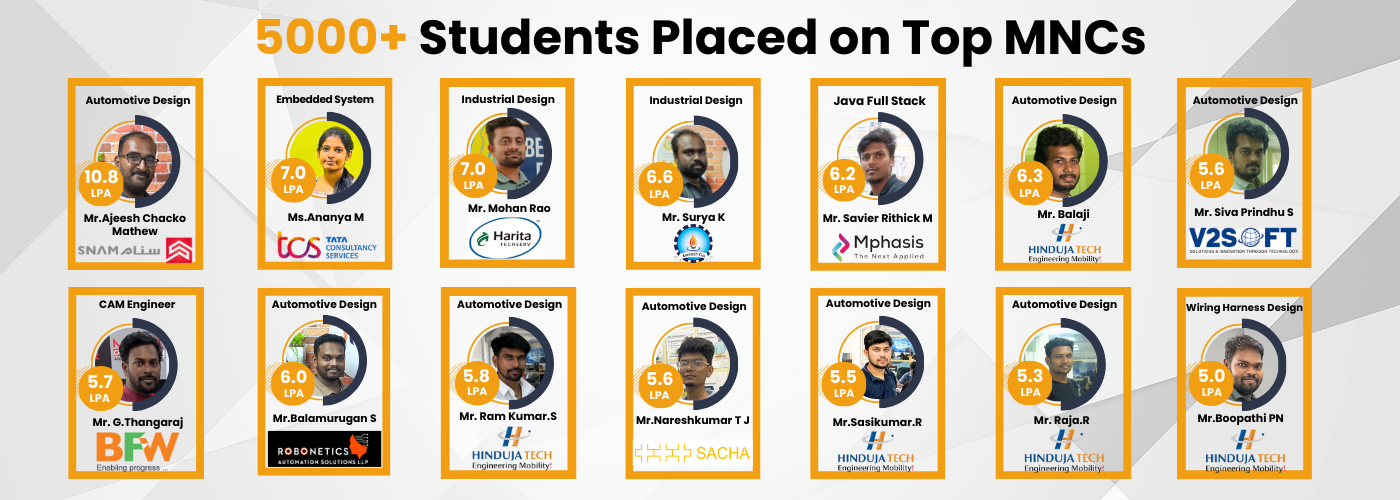 5000+ Students Placed on Top MNCs
Automotive Design
10.8
LPA
Mr.Ajeesh Chacko
Mathew
SNAM سنام
Embedded System
7.0
LPA
Ms.Ananya M
tcs TATA
CONSULTANCY
SERVICES
Industrial Design
7.0
LPA
Mr. Mohan Rao
Harita
TECHSERV
Industrial Design
6.6
LPA
Mr. Surya K
Java Full Stack
6.2
LPA
Mr. Savier Rithick M
Mphasis
The Next Applied
Automotive Design
6.3
LPA
Mr. Balaji
HINDUJA TECH
Engineering Mobility!
Automotive Design
5.6
LPA
Mr. Siva Prindhu S
V2SOFT
SOLUTIONS & INNOVATION THROUGH TECHNOLOGY
CAM Engineer
5.7
LPA
Mr. G.Thangaraj
BFW
Enabling progress ...
Automotive Design
6.0
LPA
Mr.Balamurugan S
ROBONETICS
AUTOMATION SOLUTIONS LLP
Automotive Design
5.8
LPA
Mr. Ram Kumar.S
HINDUJA TECH
Engineering Mobility!
Automotive Design
5.6
LPA
Mr.Nareshkumar T J
SACHA
Automotive Design
5.5
LPA
Mr.Sasikumar.R
HINDUJA TECH
Engineering Mobility!
Automotive Design
5.3
LPA
Mr. Raja.R
HINDUJA TECH
Engineering Mobility!
Wiring Harness Design
5.0
LPA
Mr.Boopathi PN
HINDUJA TECH
Engineering Mobility!